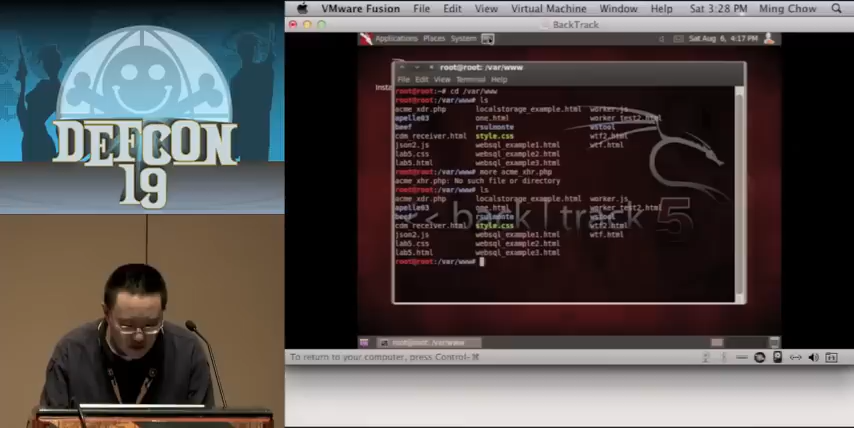 VMware Fusion File Edit View Virtual Machine Window Help Sat 3:28 PM Ming Chow
BackTrack
Applications Places System Sat Aug 6, 4:17 PM
root@root: /var/www
File Edit View Terminal Help
Insta
root@root:~# cd /var/www
root@root:/var/www# ls
acme_xdr.php localstorage_example.html worker.js
apelle03 one.html worker_test2.html
beef rsulmonte wstool
cdm_receiver.html style.css wtf2.html
json2.js websql_example1.html wtf.html
lab5.css websql_example2.html
lab5.html websql_example3.html
root@root:/var/www# more acme_xhr.php
acme_xhr.php: No such file or directory
root@root:/var/www# ls
acme_xdr.php localstorage_example.html worker.js
apelle03 one.html worker_test2.html
beef rsulmonte wstool
cdm_receiver.html style.css wtf2.html
json2.js websql_example1.html wtf.html
lab5.css websql_example2.html
lab5.html websql_example3.html
root@root:/var/www#
<< back | track 5
root@root: /var/www
To return to your computer, press Control-⌘
DEFCON
19